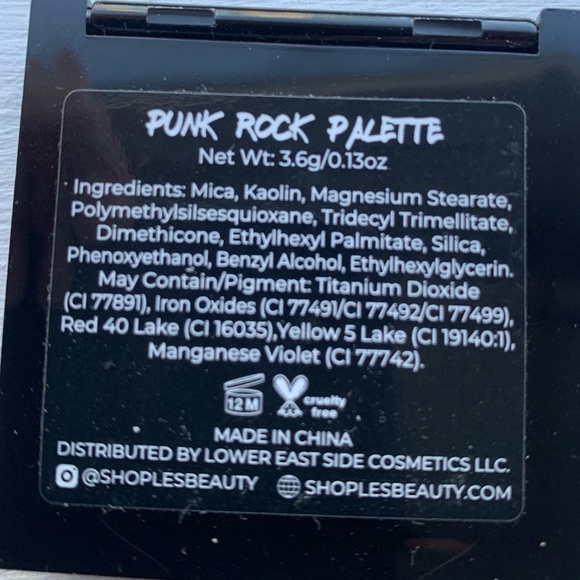 PUNK ROCK PALETTE
Net Wt: 3.6g/0.13oz
Ingredients: Mica, Kaolin, Magnesium Stearate,
Polymethylsilsesquioxane, Tridecyl Trimellitate,
Dimethicone, Ethylhexyl Palmitate, Silica,
Phenoxyethanol, Benzyl Alcohol, Ethylhexylglycerin.
May Contain/Pigment: Titanium Dioxide
(CI 77891), Iron Oxides (CI 77491/CI 77492/CI 77499),
Red 40 Lake (CI 16035),Yellow 5 Lake (CI 19140:1),
Manganese Violet (CI 77742).
12 M
cruelty
free
MADE IN CHINA
DISTRIBUTED BY LOWER EAST SIDE COSMETICS LLC.
@SHOPLESBEAUTY SHOPLESBEAUTY.COM